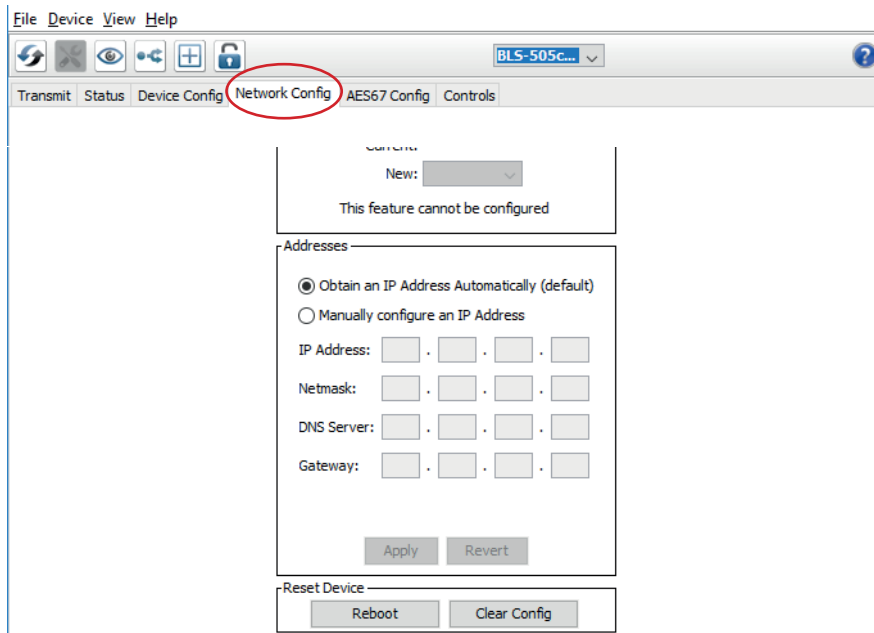 File Device View Help
BLS-505c...
Transmit Status Device Config Network Config AES67 Config Controls
Current:
New:
This feature cannot be configured
Addresses
Obtain an IP Address Automatically (default)
Manually configure an IP Address
IP Address: . . .
Netmask: . . .
DNS Server: . . .
Gateway: . . .
Apply Revert
Reset Device
Reboot Clear Config